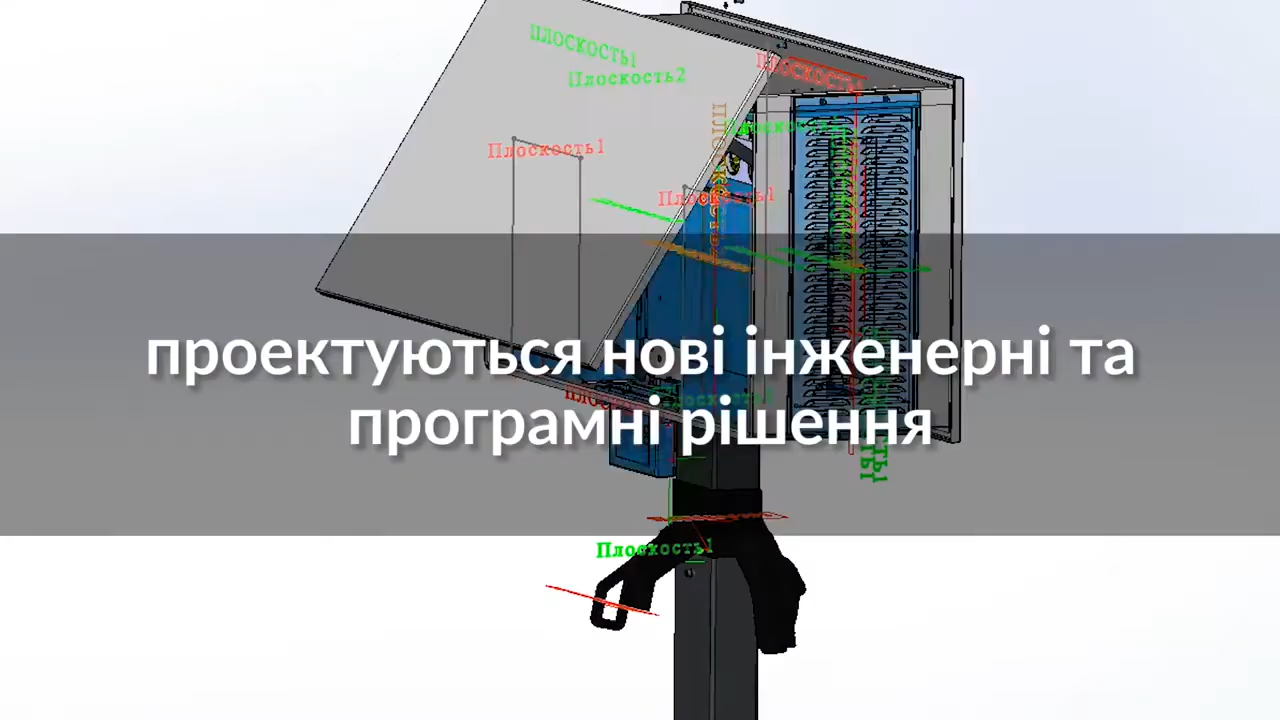 Плоскость1
Плоскость2
Плоскость1
Плоскость1
Плоскость1
проектуються нові інженерні та
програмні рішення
Плоскость1